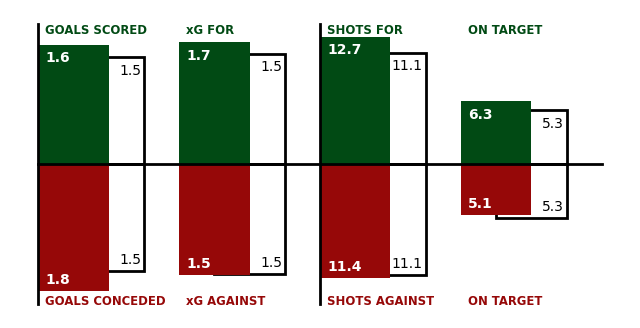 GOALS SCORED xG FOR SHOTS FOR ON TARGET
1.6 1.5 1.7 1.5 12.7 11.1 6.3 5.3
1.8 1.5 1.5 1.5 11.4 11.1 5.1 5.3
GOALS CONCEDED xG AGAINST SHOTS AGAINST ON TARGET